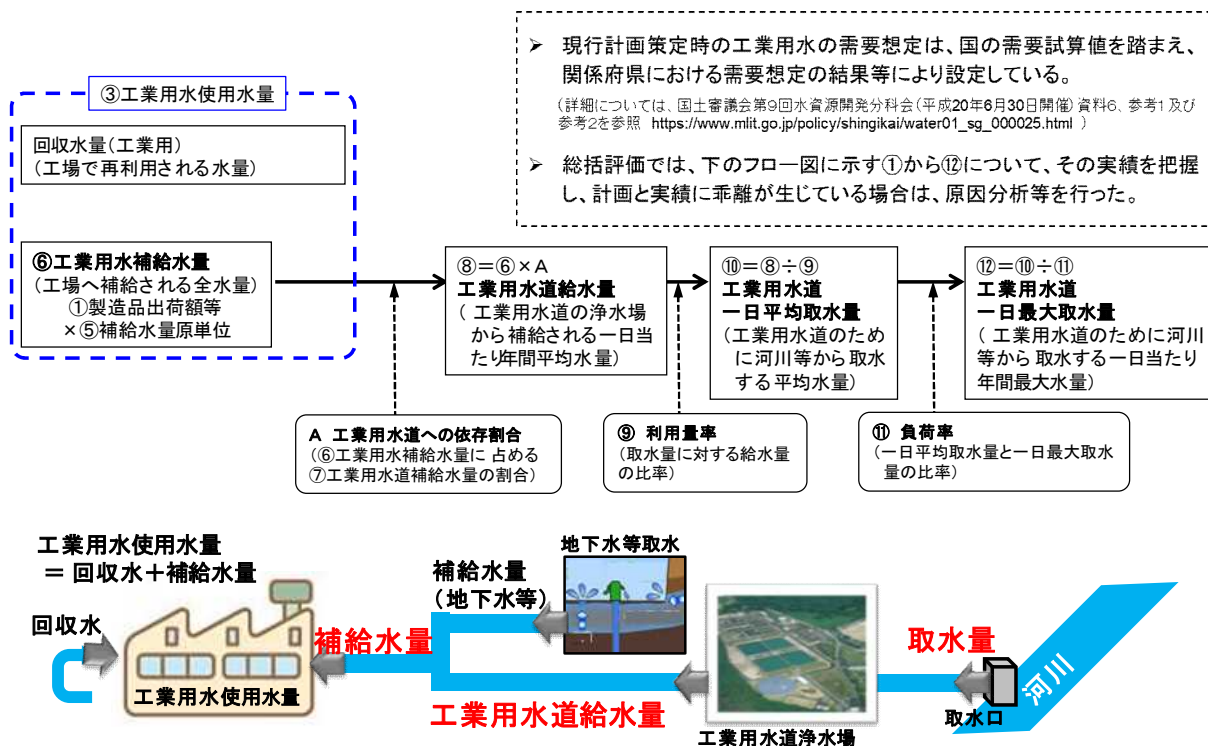 ➢ 現行計画策定時の工業用水の需要想定は、国の需要試算値を踏まえ、
関係府県における需要想定の結果等により設定している。
(詳細については、国土審議会第9回水資源開発分科会(平成20年6月30日開催)資料6、参考1及び
参考2を参照 https://www.mlit.go.jp/policy/shingikai/water01_sg_000025.html )
➢ 総括評価では、下のフロー図に示す①から⑫について、その実績を把握
し、計画と実績に乖離が生じている場合は、原因分析等を行った。
③工業用水使用水量
回収水量(工業用)
(工場で再利用される水量)
⑥工業用水補給水量
(工場へ補給される全水量)
①製造品出荷額等
×⑤補給水量原単位
⑧=⑥×A
工業用水道給水量
( 工業用水道の浄水場
から補給される一日当
たり年間平均水量)
⑩=⑧÷⑨
工業用水道
一日平均取水量
(工業用水道のため
に河川等から取水
する平均水量)
⑫=⑩÷⑪
工業用水道
一日最大取水量
( 工業用水道のために河川
等から取水する一日当たり
年間最大水量)
A 工業用水道への依存割合
(⑥工業用水補給水量に占める
⑦工業用水道補給水量の割合)
⑨ 利用量率
(取水量に対する給水量
の比率)
⑪ 負荷率
(一日平均取水量と一日最大取水
量の比率)
工業用水使用水量
= 回収水+補給水量
回収水
工業用水使用水量
補給水量
補給水量
(地下水等)
地下水等取水
工業用水道給水量
工業用水道浄水場
取水量
取水口
河川